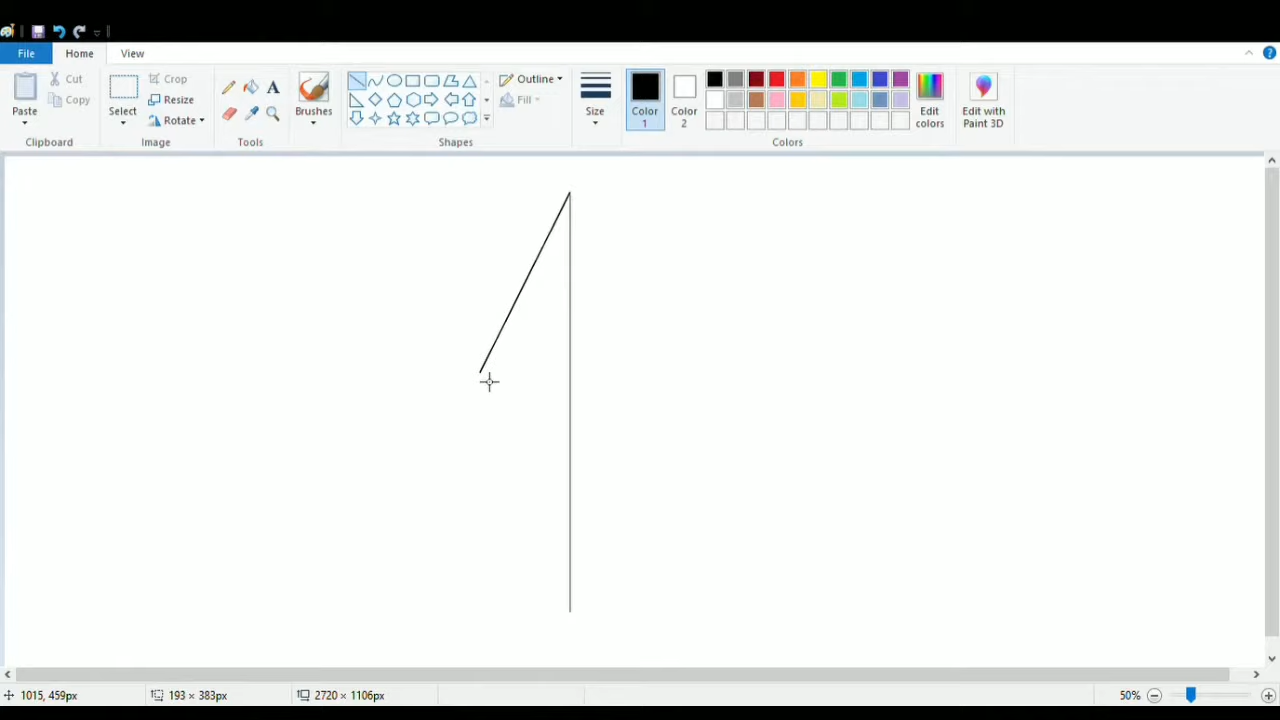 File Home View
Paste Cut Copy Clipboard
Select Crop Resize Rotate Image
Tools
Brushes
Outline Fill Shapes
Size
Color 1 Color 2 Edit colors Colors
Edit with Paint 3D
1015, 459px 193 × 383px 2720 × 1106px 50%